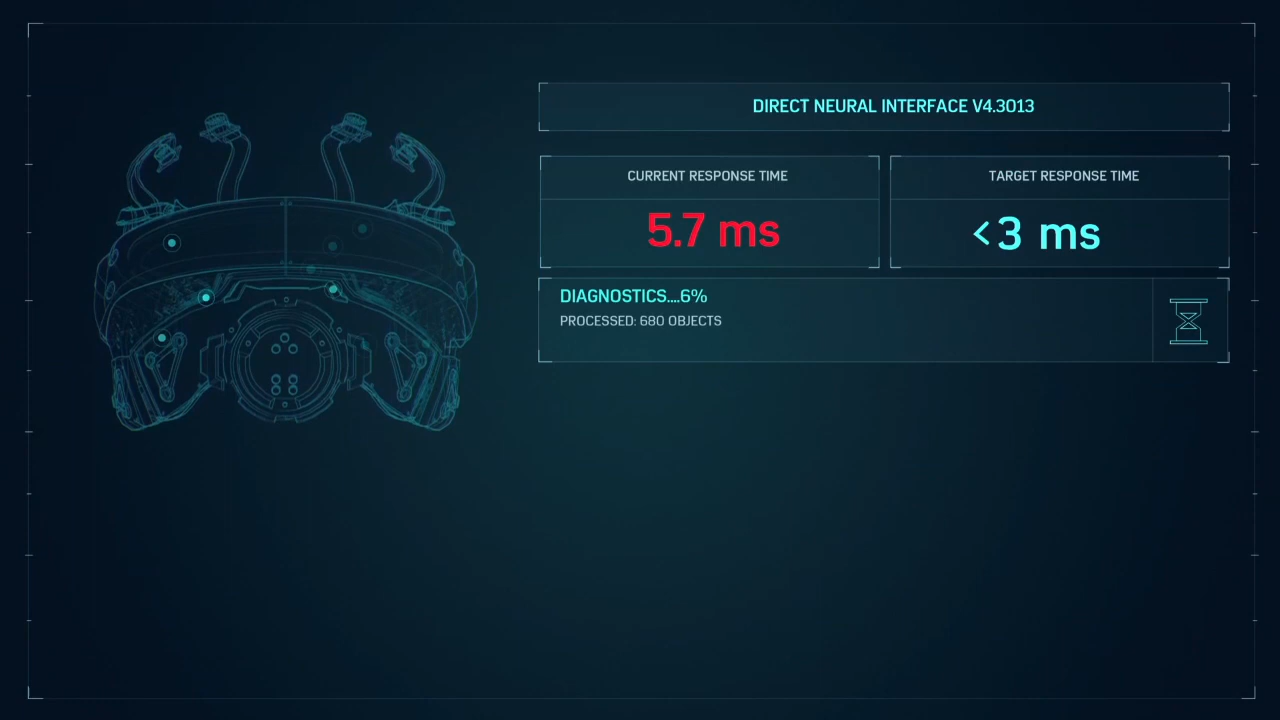 DIRECT NEURAL INTERFACE V4.3013
CURRENT RESPONSE TIME
5.7 ms
TARGET RESPONSE TIME
<3 ms
DIAGNOSTICS....6%
PROCESSED: 680 OBJECTS